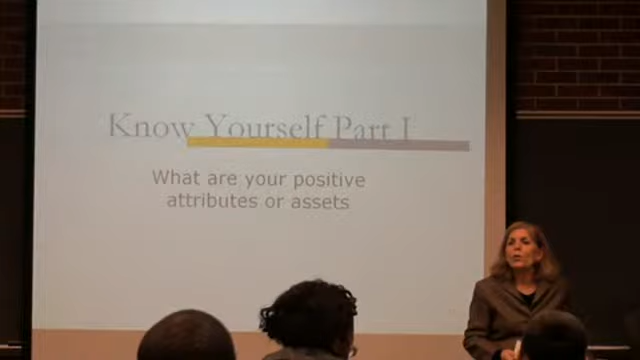 Know Yourself Part I
What are your positive
attributes or assets